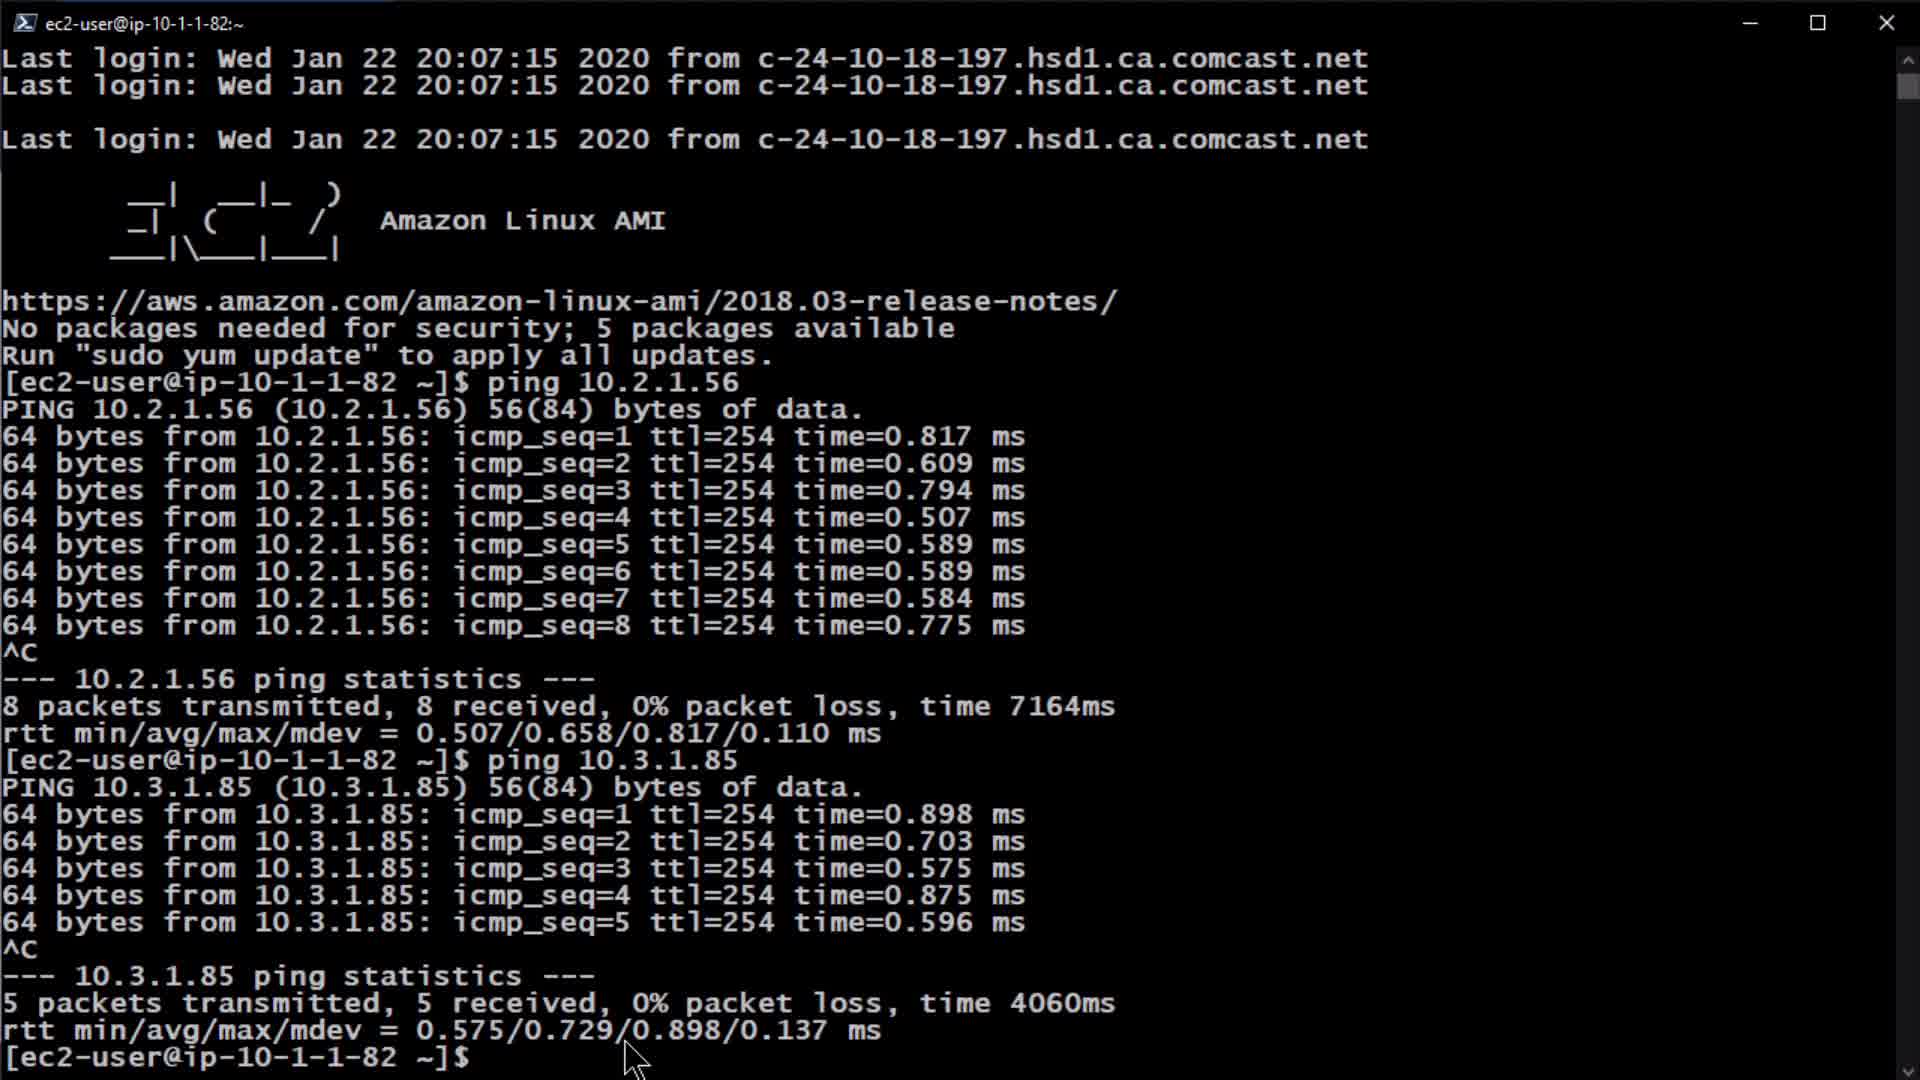 ec2-user@ip-10-1-1-82:~
Last login: Wed Jan 22 20:07:15 2020 from c-24-10-18-197.hsd1.ca.comcast.net
Last login: Wed Jan 22 20:07:15 2020 from c-24-10-18-197.hsd1.ca.comcast.net
Last login: Wed Jan 22 20:07:15 2020 from c-24-10-18-197.hsd1.ca.comcast.net
       __|  __|_  )
       _|  (     /   Amazon Linux AMI
      ___|\___|___|
https://aws.amazon.com/amazon-linux-ami/2018.03-release-notes/
No packages needed for security; 5 packages available
Run "sudo yum update" to apply all updates.
[ec2-user@ip-10-1-1-82 ~]$ ping 10.2.1.56
PING 10.2.1.56 (10.2.1.56) 56(84) bytes of data.
64 bytes from 10.2.1.56: icmp_seq=1 ttl=254 time=0.817 ms
64 bytes from 10.2.1.56: icmp_seq=2 ttl=254 time=0.609 ms
64 bytes from 10.2.1.56: icmp_seq=3 ttl=254 time=0.794 ms
64 bytes from 10.2.1.56: icmp_seq=4 ttl=254 time=0.507 ms
64 bytes from 10.2.1.56: icmp_seq=5 ttl=254 time=0.589 ms
64 bytes from 10.2.1.56: icmp_seq=6 ttl=254 time=0.589 ms
64 bytes from 10.2.1.56: icmp_seq=7 ttl=254 time=0.584 ms
64 bytes from 10.2.1.56: icmp_seq=8 ttl=254 time=0.775 ms
^C
--- 10.2.1.56 ping statistics ---
8 packets transmitted, 8 received, 0% packet loss, time 7164ms
rtt min/avg/max/mdev = 0.507/0.658/0.817/0.110 ms
[ec2-user@ip-10-1-1-82 ~]$ ping 10.3.1.85
PING 10.3.1.85 (10.3.1.85) 56(84) bytes of data.
64 bytes from 10.3.1.85: icmp_seq=1 ttl=254 time=0.898 ms
64 bytes from 10.3.1.85: icmp_seq=2 ttl=254 time=0.703 ms
64 bytes from 10.3.1.85: icmp_seq=3 ttl=254 time=0.575 ms
64 bytes from 10.3.1.85: icmp_seq=4 ttl=254 time=0.875 ms
64 bytes from 10.3.1.85: icmp_seq=5 ttl=254 time=0.596 ms
^C
--- 10.3.1.85 ping statistics ---
5 packets transmitted, 5 received, 0% packet loss, time 4060ms
rtt min/avg/max/mdev = 0.575/0.729/0.898/0.137 ms
[ec2-user@ip-10-1-1-82 ~]$